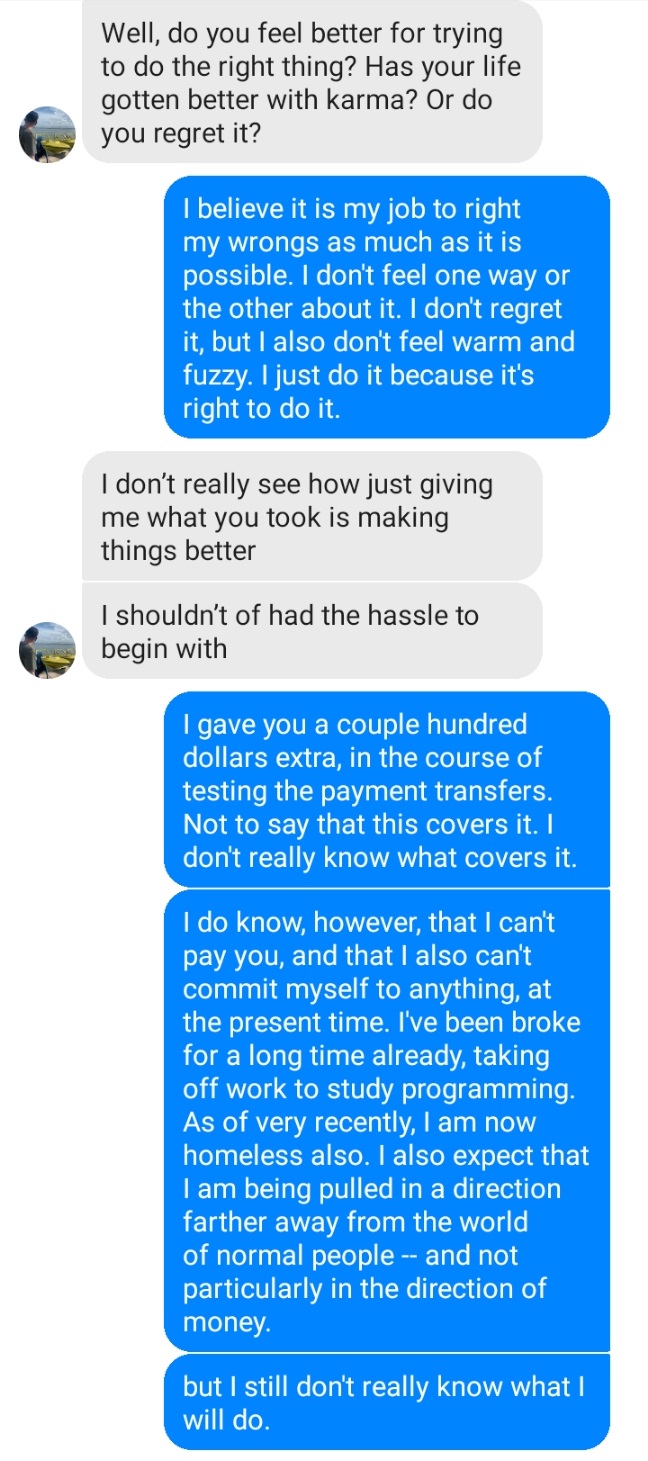 Well, do you feel better for trying
to do the right thing? Has your life
gotten better with karma? Or do
you regret it?
I believe it is my job to right
my wrongs as much as it is
possible. I don't feel one way or
the other about it. I don't regret
it, but I also don't feel warm and
fuzzy. I just do it because it's
right to do it.
I don’t really see how just giving
me what you took is making
things better
I shouldn’t of had the hassle to
begin with
I gave you a couple hundred
dollars extra, in the course of
testing the payment transfers.
Not to say that this covers it. I
don't really know what covers it.
I do know, however, that I can't
pay you, and that I also can't
commit myself to anything, at
the present time. I've been broke
for a long time already, taking
off work to study programming.
As of very recently, I am now
homeless also. I also expect that
I am being pulled in a direction
farther away from the world
of normal people -- and not
particularly in the direction of
money.
but I still don't really know what I
will do.